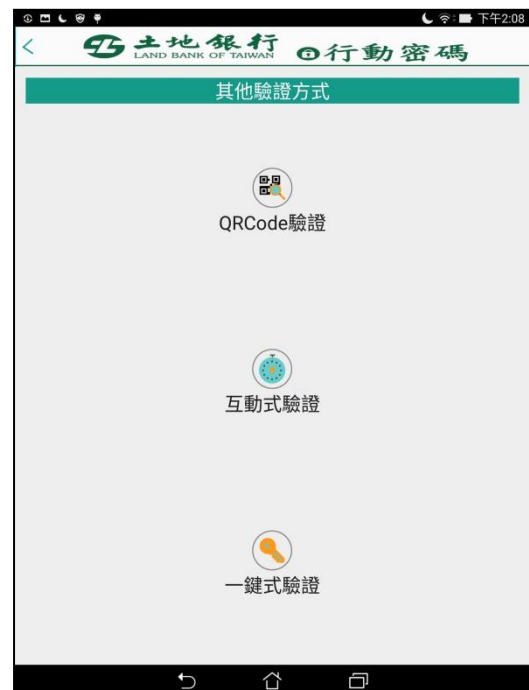 下午2:08
< 土地銀行 行動密碼
LAND BANK OF TAIWAN
其他驗證方式
QRCode驗證
互動式驗證
一鍵式驗證